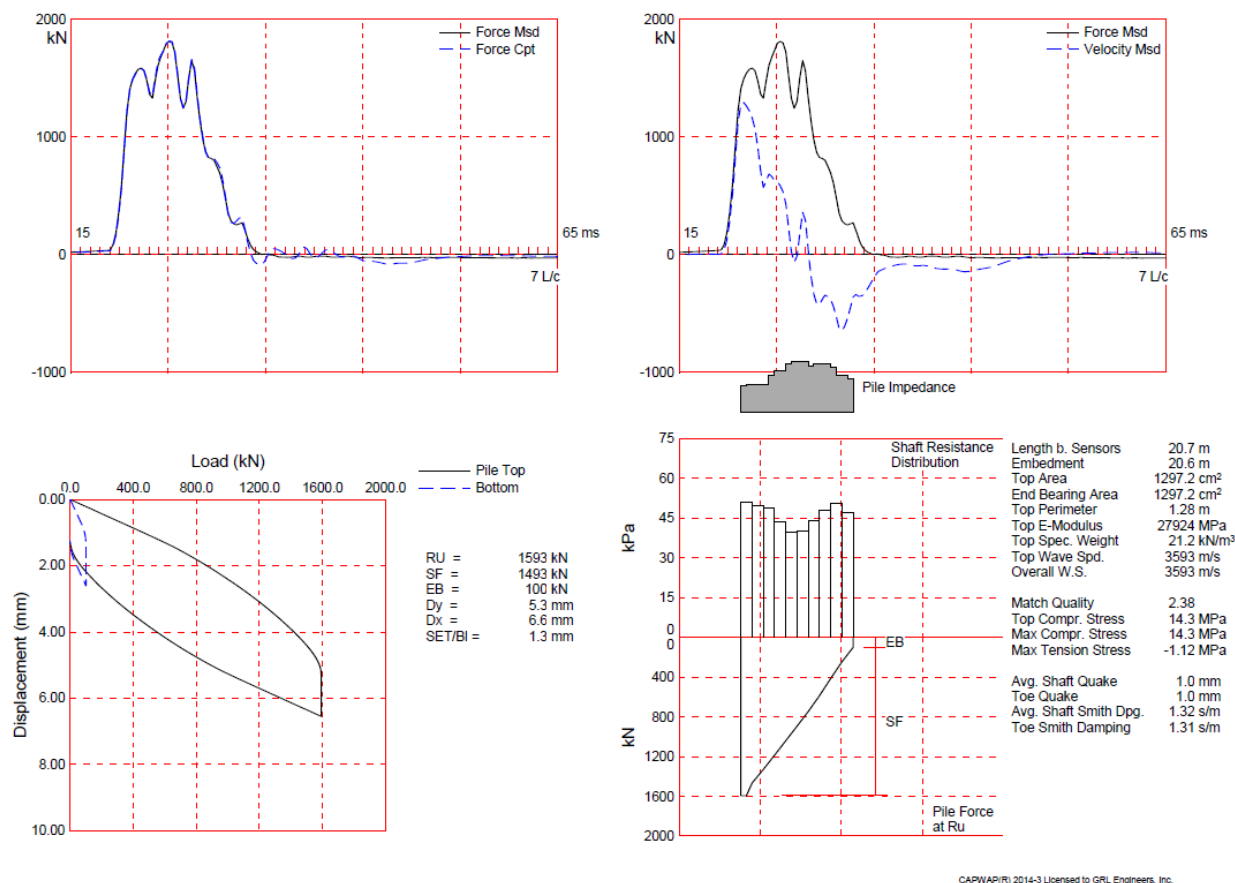 2000
kN
Force Msd
Force Cpt
1000
15
65 ms
0
7 L/c
-1000
2000
kN
Force Msd
Velocity Msd
1000
15
65 ms
0
7 L/c
-1000
Pile Impedance
Load (kN)
0.0 400.0 800.0 1200.0 1600.0 2000.0
Pile Top
Bottom
Displacement (mm)
0.00
2.00
4.00
6.00
8.00
10.00
RU = 1593 kN
SF = 1493 kN
EB = 100 kN
Dy = 5.3 mm
Dx = 6.6 mm
SET/Bl = 1.3 mm
75
Shaft Resistance
Distribution
60
kPa
45
30
15
0
0
EB
400
kN
800
SF
1200
1600
Pile Force
at Ru
2000
Length b. Sensors 20.7 m
Embedment 20.6 m
Top Area 1297.2 cm²
End Bearing Area 1297.2 cm²
Top Perimeter 1.28 m
Top E-Modulus 27924 MPa
Top Spec. Weight 21.2 kN/m³
Top Wave Spd. 3593 m/s
Overall W.S. 3593 m/s
Match Quality 2.38
Top Compr. Stress 14.3 MPa
Max Compr. Stress 14.3 MPa
Max Tension Stress -1.12 MPa
Avg. Shaft Quake 1.0 mm
Toe Quake 1.0 mm
Avg. Shaft Smith Dpg. 1.32 s/m
Toe Smith Damping 1.31 s/m
CAPWAP(R) 2014-3 Licensed to GRL Engineers, Inc.